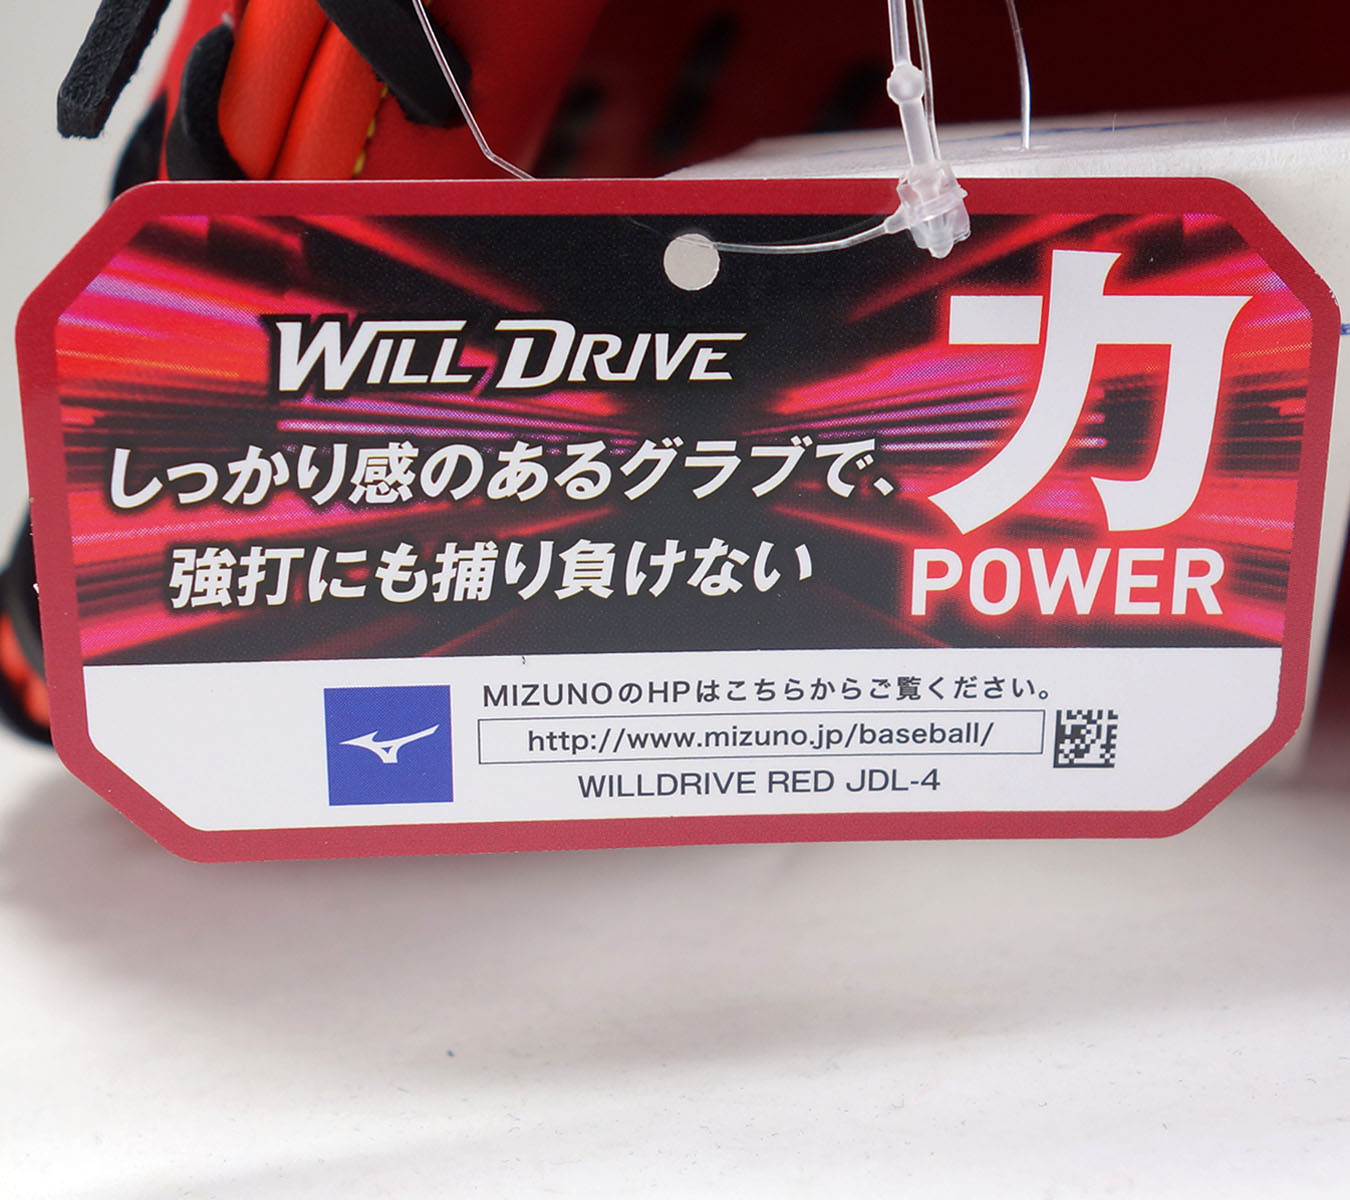 WILL DRIVE
しっかり感のあるグラブで、
強打にも捕り負けない
力
POWER
MIZUNOのHPはこちらからご覧ください。
http://www.mizuno.jp/baseball/
WILLDRIVE RED JDL-4